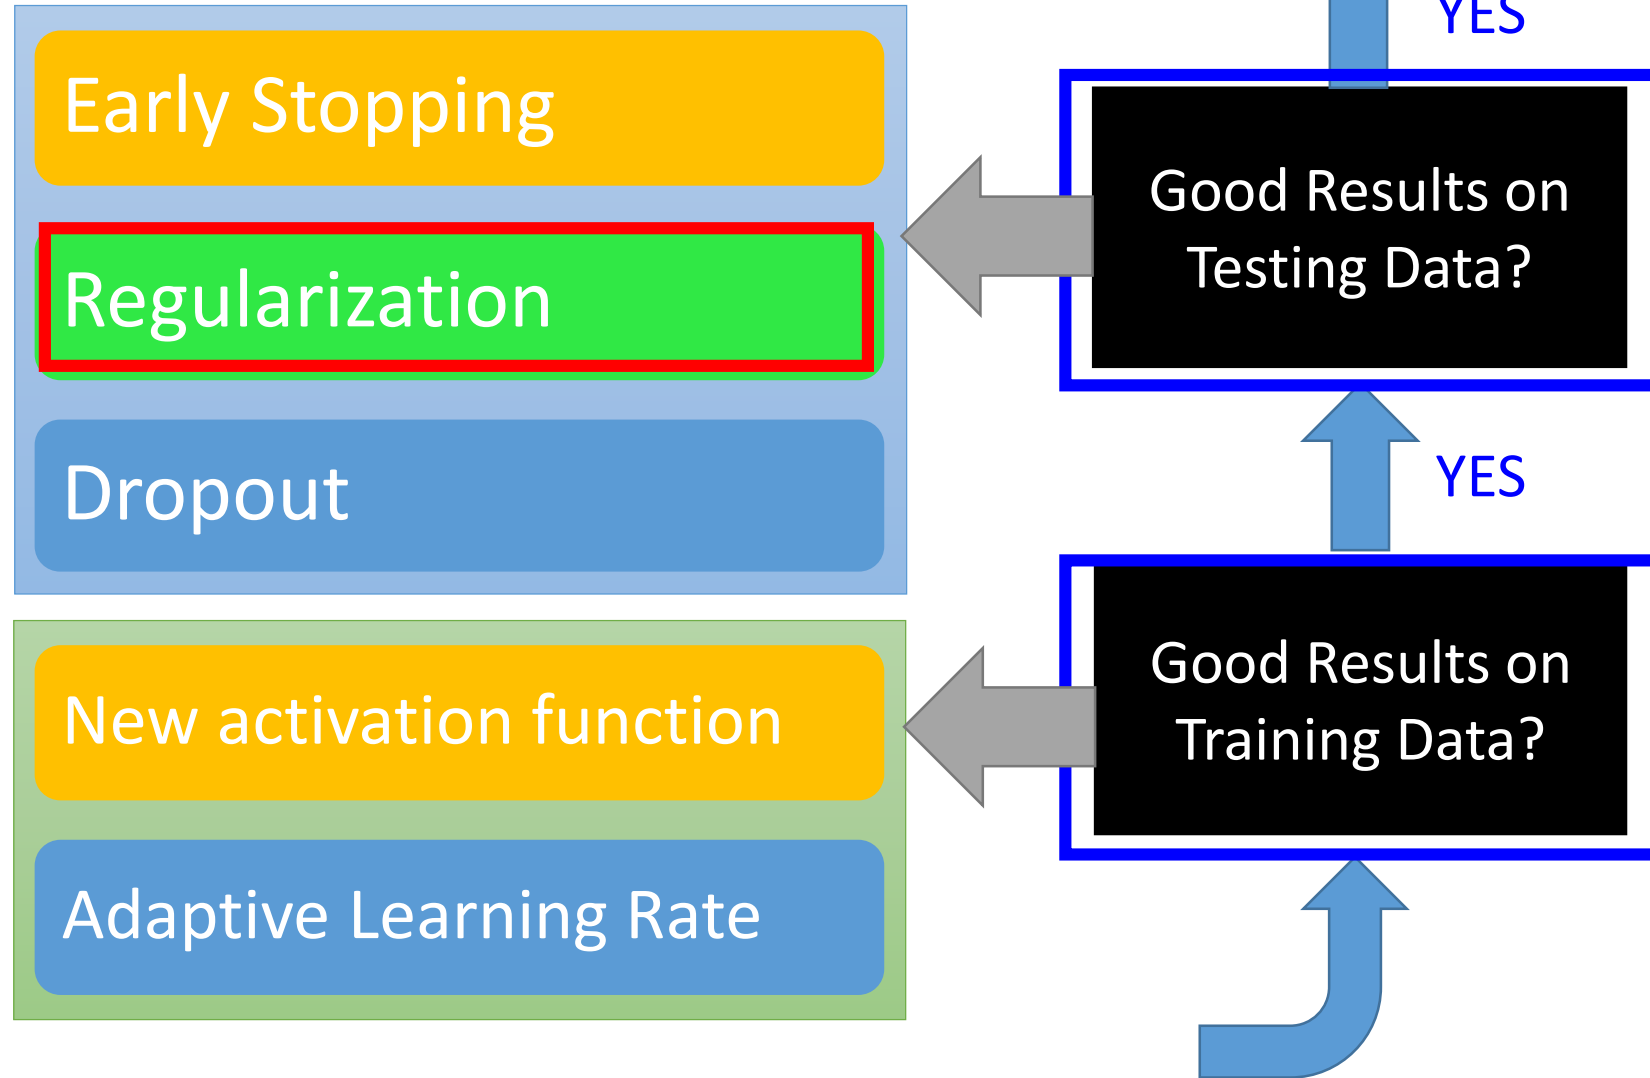 YES
Early Stopping
Good Results on
Testing Data?
Regularization
Dropout
YES
New activation function
Good Results on
Training Data?
Adaptive Learning Rate